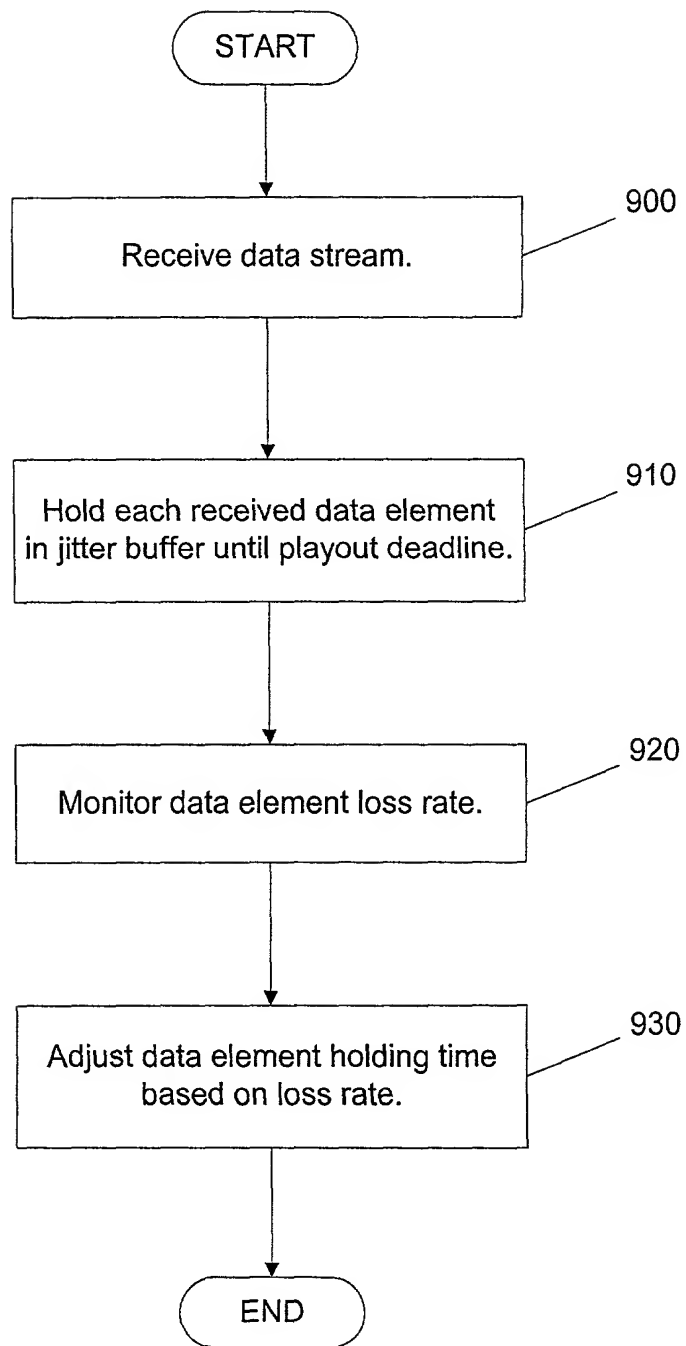 START
900
Receive data stream.
910
Hold each received data element
in jitter buffer until playout deadline.
920
Monitor data element loss rate.
930
Adjust data element holding time
based on loss rate.
END